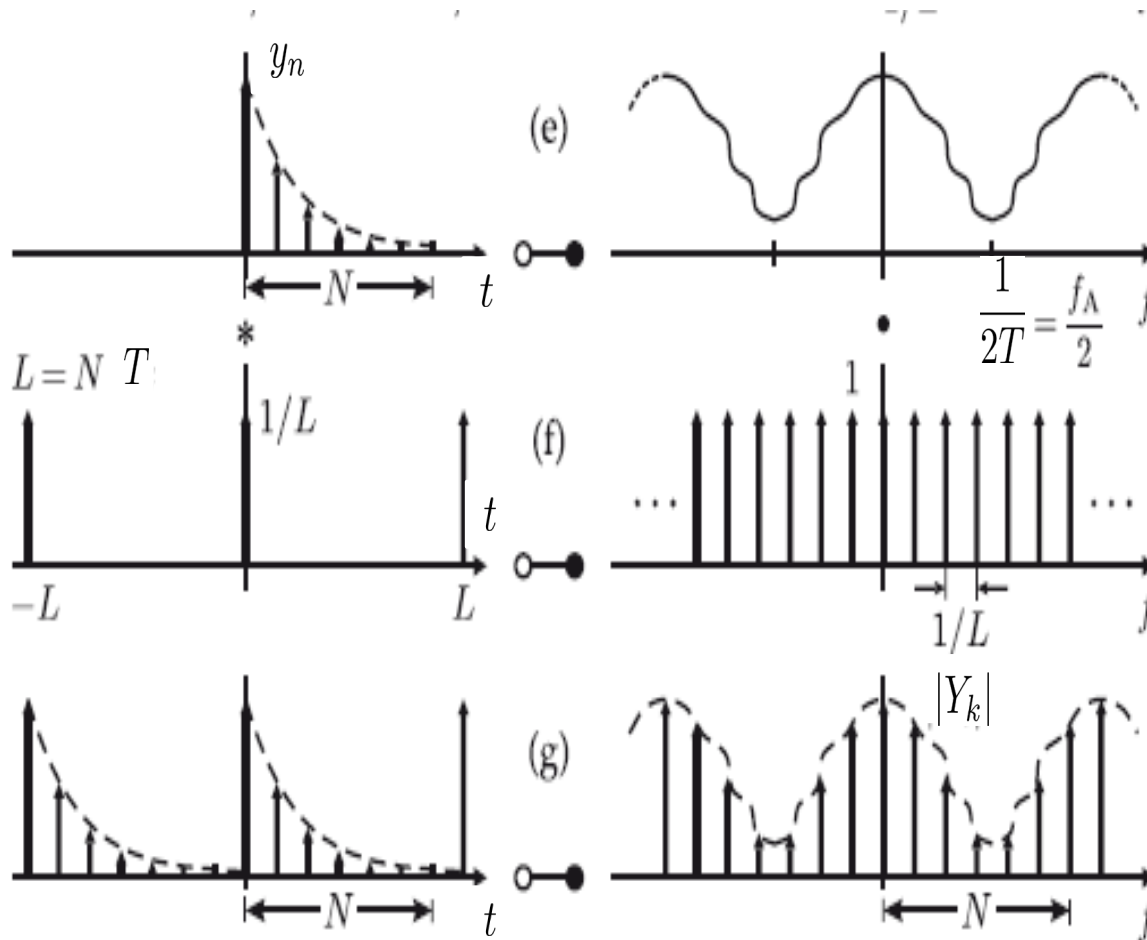 y_n
(e)
N
t
1/2T = f_A/2
f
*
•
L = N T
1/L
1
(f)
t
... ...
-L
L
1/L
f
|Y_k|
(g)
N
t
N
f